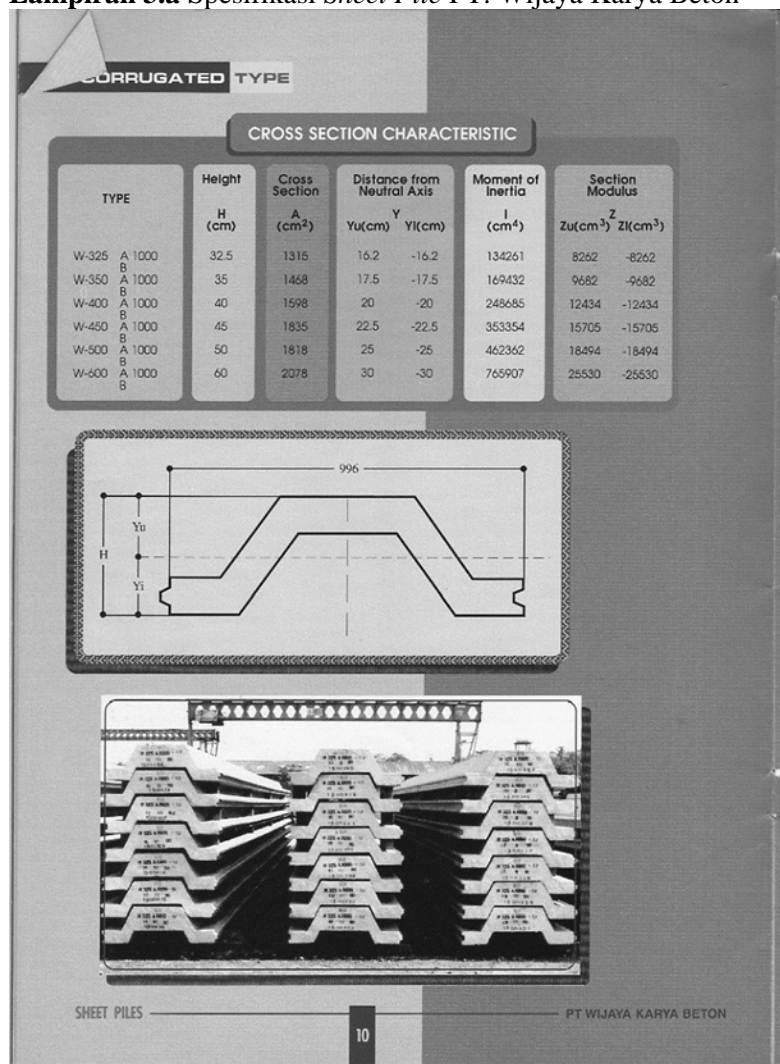 Lampiran 3.a Spesifikasi Sheet Pile PT. Wijaya Karya Beton
CORRUGATED TYPE
CROSS SECTION CHARACTERISTIC
TYPE Height H (cm) Cross Section A (cm²) Distance from Neutral Axis Y Yu(cm) Yl(cm) Moment of Inertia I (cm⁴) Section Modulus Z Zu(cm³) Zl(cm³)
W-325 A 1000 32.5 1315 16.2 -16.2 134261 8262 -8262
B
W-350 A 1000 35 1468 17.5 -17.5 169432 9682 -9682
B
W-400 A 1000 40 1598 20 -20 248685 12434 -12434
B
W-450 A 1000 45 1835 22.5 -22.5 353354 15705 -15705
B
W-500 A 1000 50 1818 25 -25 462362 18494 -18494
B
W-600 A 1000 60 2078 30 -30 765907 25530 -25530
B
996
Yu
H
Yi
SHEET PILES 10 PT WIJAYA KARYA BETON